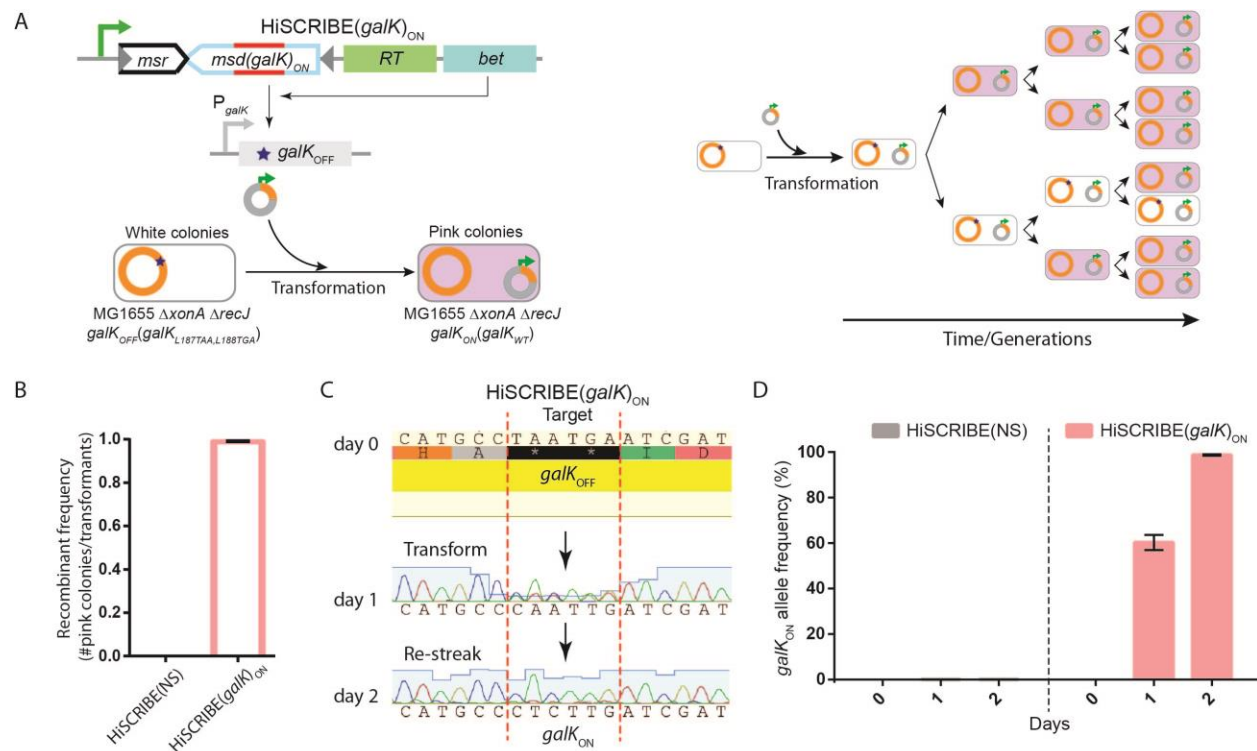 A
HiSCRIBE(galK)ON
msr
msd(galK)ON
RT
bet
PgalK
galKOFF
White colonies
Pink colonies
Transformation
MG1655 ΔxonA ΔrecJ
galKOFF(galKL187TAA,L188TGA)
MG1655 ΔxonA ΔrecJ
galKON(galKWT)
Transformation
Time/Generations
B
Recombinant frequency
(#pink colonies/transformants)
1.0
0.8
0.6
0.4
0.2
0.0
HiSCRIBE(NS)
HiSCRIBE(galK)ON
C
HiSCRIBE(galK)ON
Target
day 0
C A T G C C T A A T G A A T C G A T
H A * * I D
galKOFF
Transform
day 1
C A T G C C C A A T T G A T C G A T
Re-streak
day 2
C A T G C C C T C T T G A T C G A T
galKON
D
HiSCRIBE(NS)
HiSCRIBE(galK)ON
galKON allele frequency (%)
100
80
60
40
20
0
0 1 2 0 1 2
Days